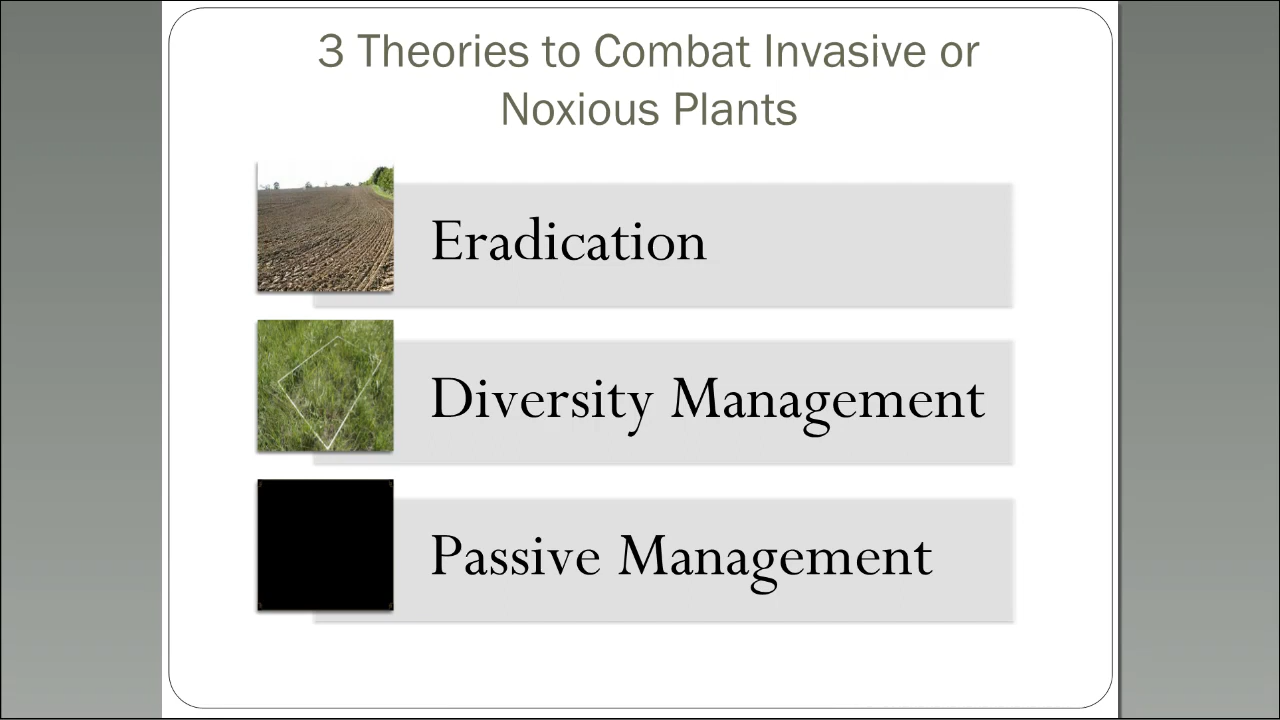 3 Theories to Combat Invasive or
Noxious Plants
Eradication
Diversity Management
Passive Management